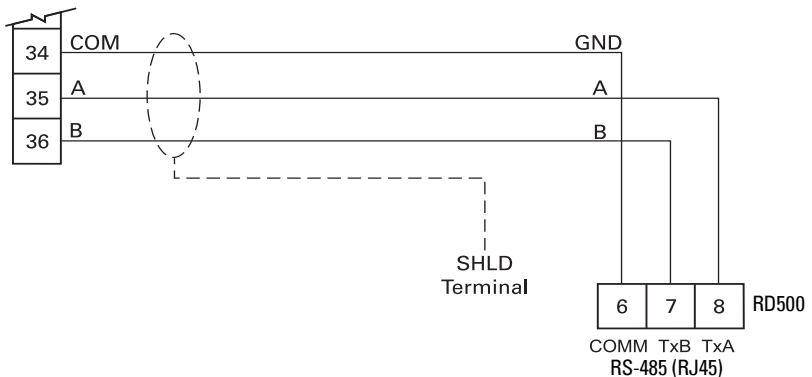 34 COM GND
35 A A
36 B B
SHLD
Terminal
6 7 8 RD500
COMM TxB TxA
RS-485 (RJ45)